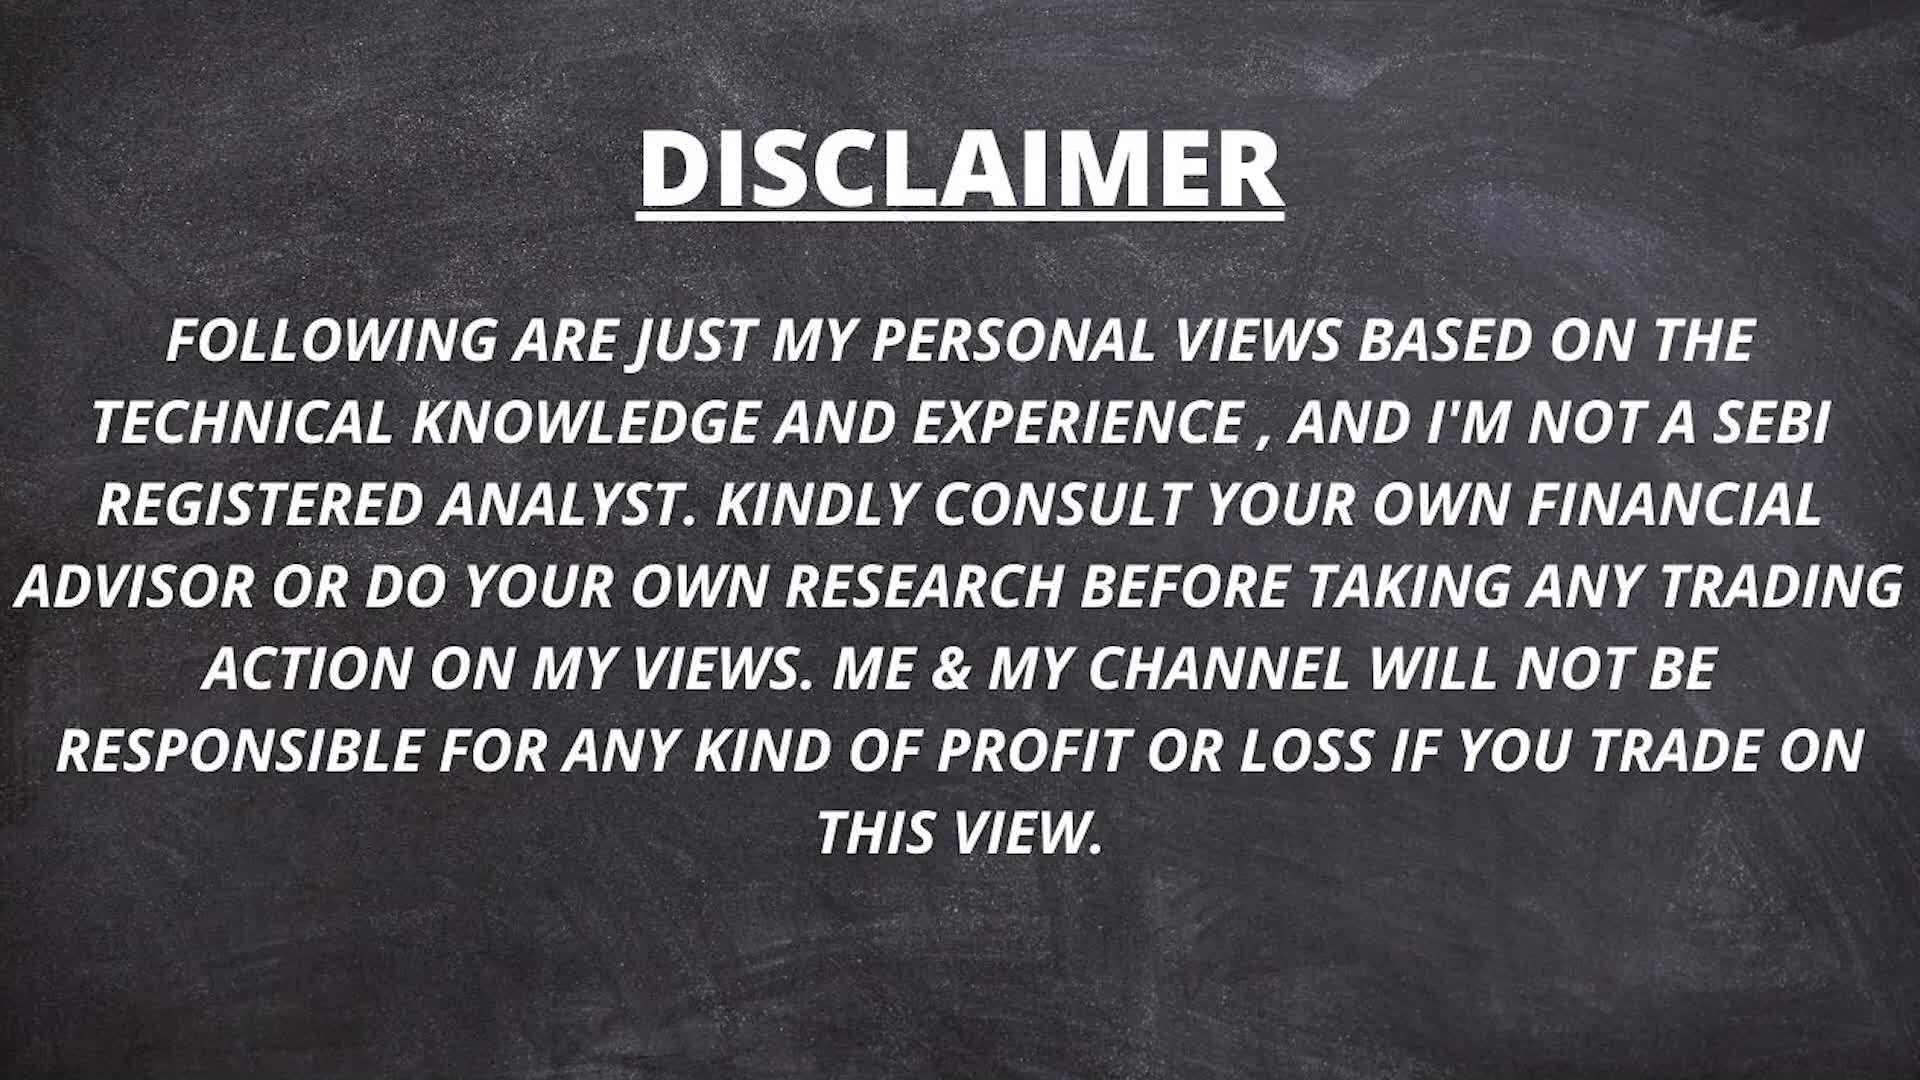 DISCLAIMER
FOLLOWING ARE JUST MY PERSONAL VIEWS BASED ON THE
TECHNICAL KNOWLEDGE AND EXPERIENCE , AND I'M NOT A SEBI
REGISTERED ANALYST. KINDLY CONSULT YOUR OWN FINANCIAL
ADVISOR OR DO YOUR OWN RESEARCH BEFORE TAKING ANY TRADING
ACTION ON MY VIEWS. ME & MY CHANNEL WILL NOT BE
RESPONSIBLE FOR ANY KIND OF PROFIT OR LOSS IF YOU TRADE ON
THIS VIEW.